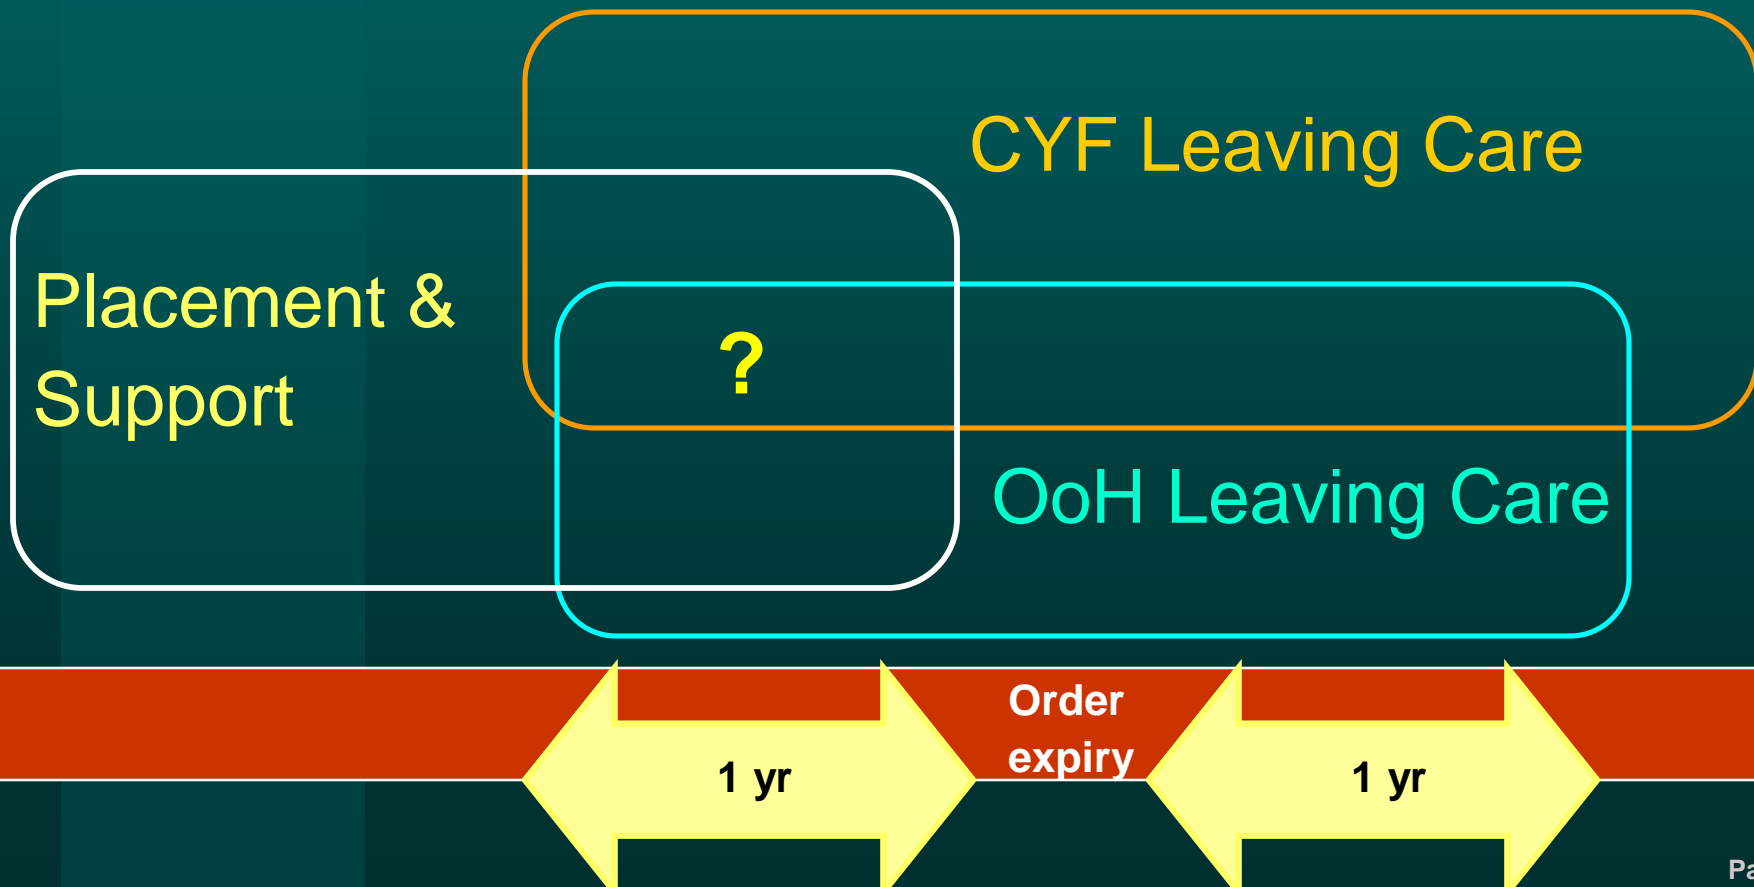 CYF Leaving Care
Placement &
Support
?
OoH Leaving Care
Order
expiry
1 yr
1 yr